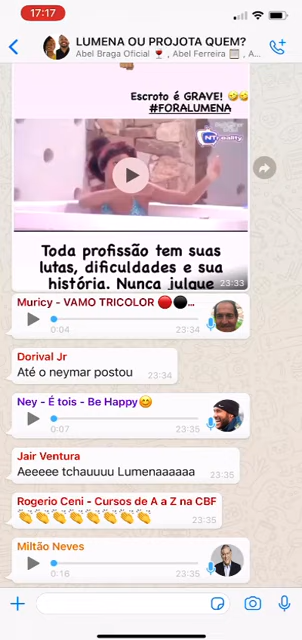 17:17
LUMENA OU PROJOTA QUEM?
Abel Braga Oficial 🍷, Abel Ferreira 📋, A...
Escroto é GRAVE! 🤣🤣
#FORALUMENA
NT reality
Toda profissão tem suas
lutas, dificuldades e sua
história. Nunca julgue
23:33
Muricy - VAMO TRICOLOR 🔴⚫...
0:04
23:34
Dorival Jr
Até o neymar postou
23:34
Ney - É tois - Be Happy😊
0:07
23:35
Jair Ventura
Aeeeee tchauuuu Lumenaaaaaa
23:35
Rogerio Ceni - Cursos de A a Z na CBF
👏👏👏👏👏👏👏👏
23:35
Miltão Neves
0:16
23:35